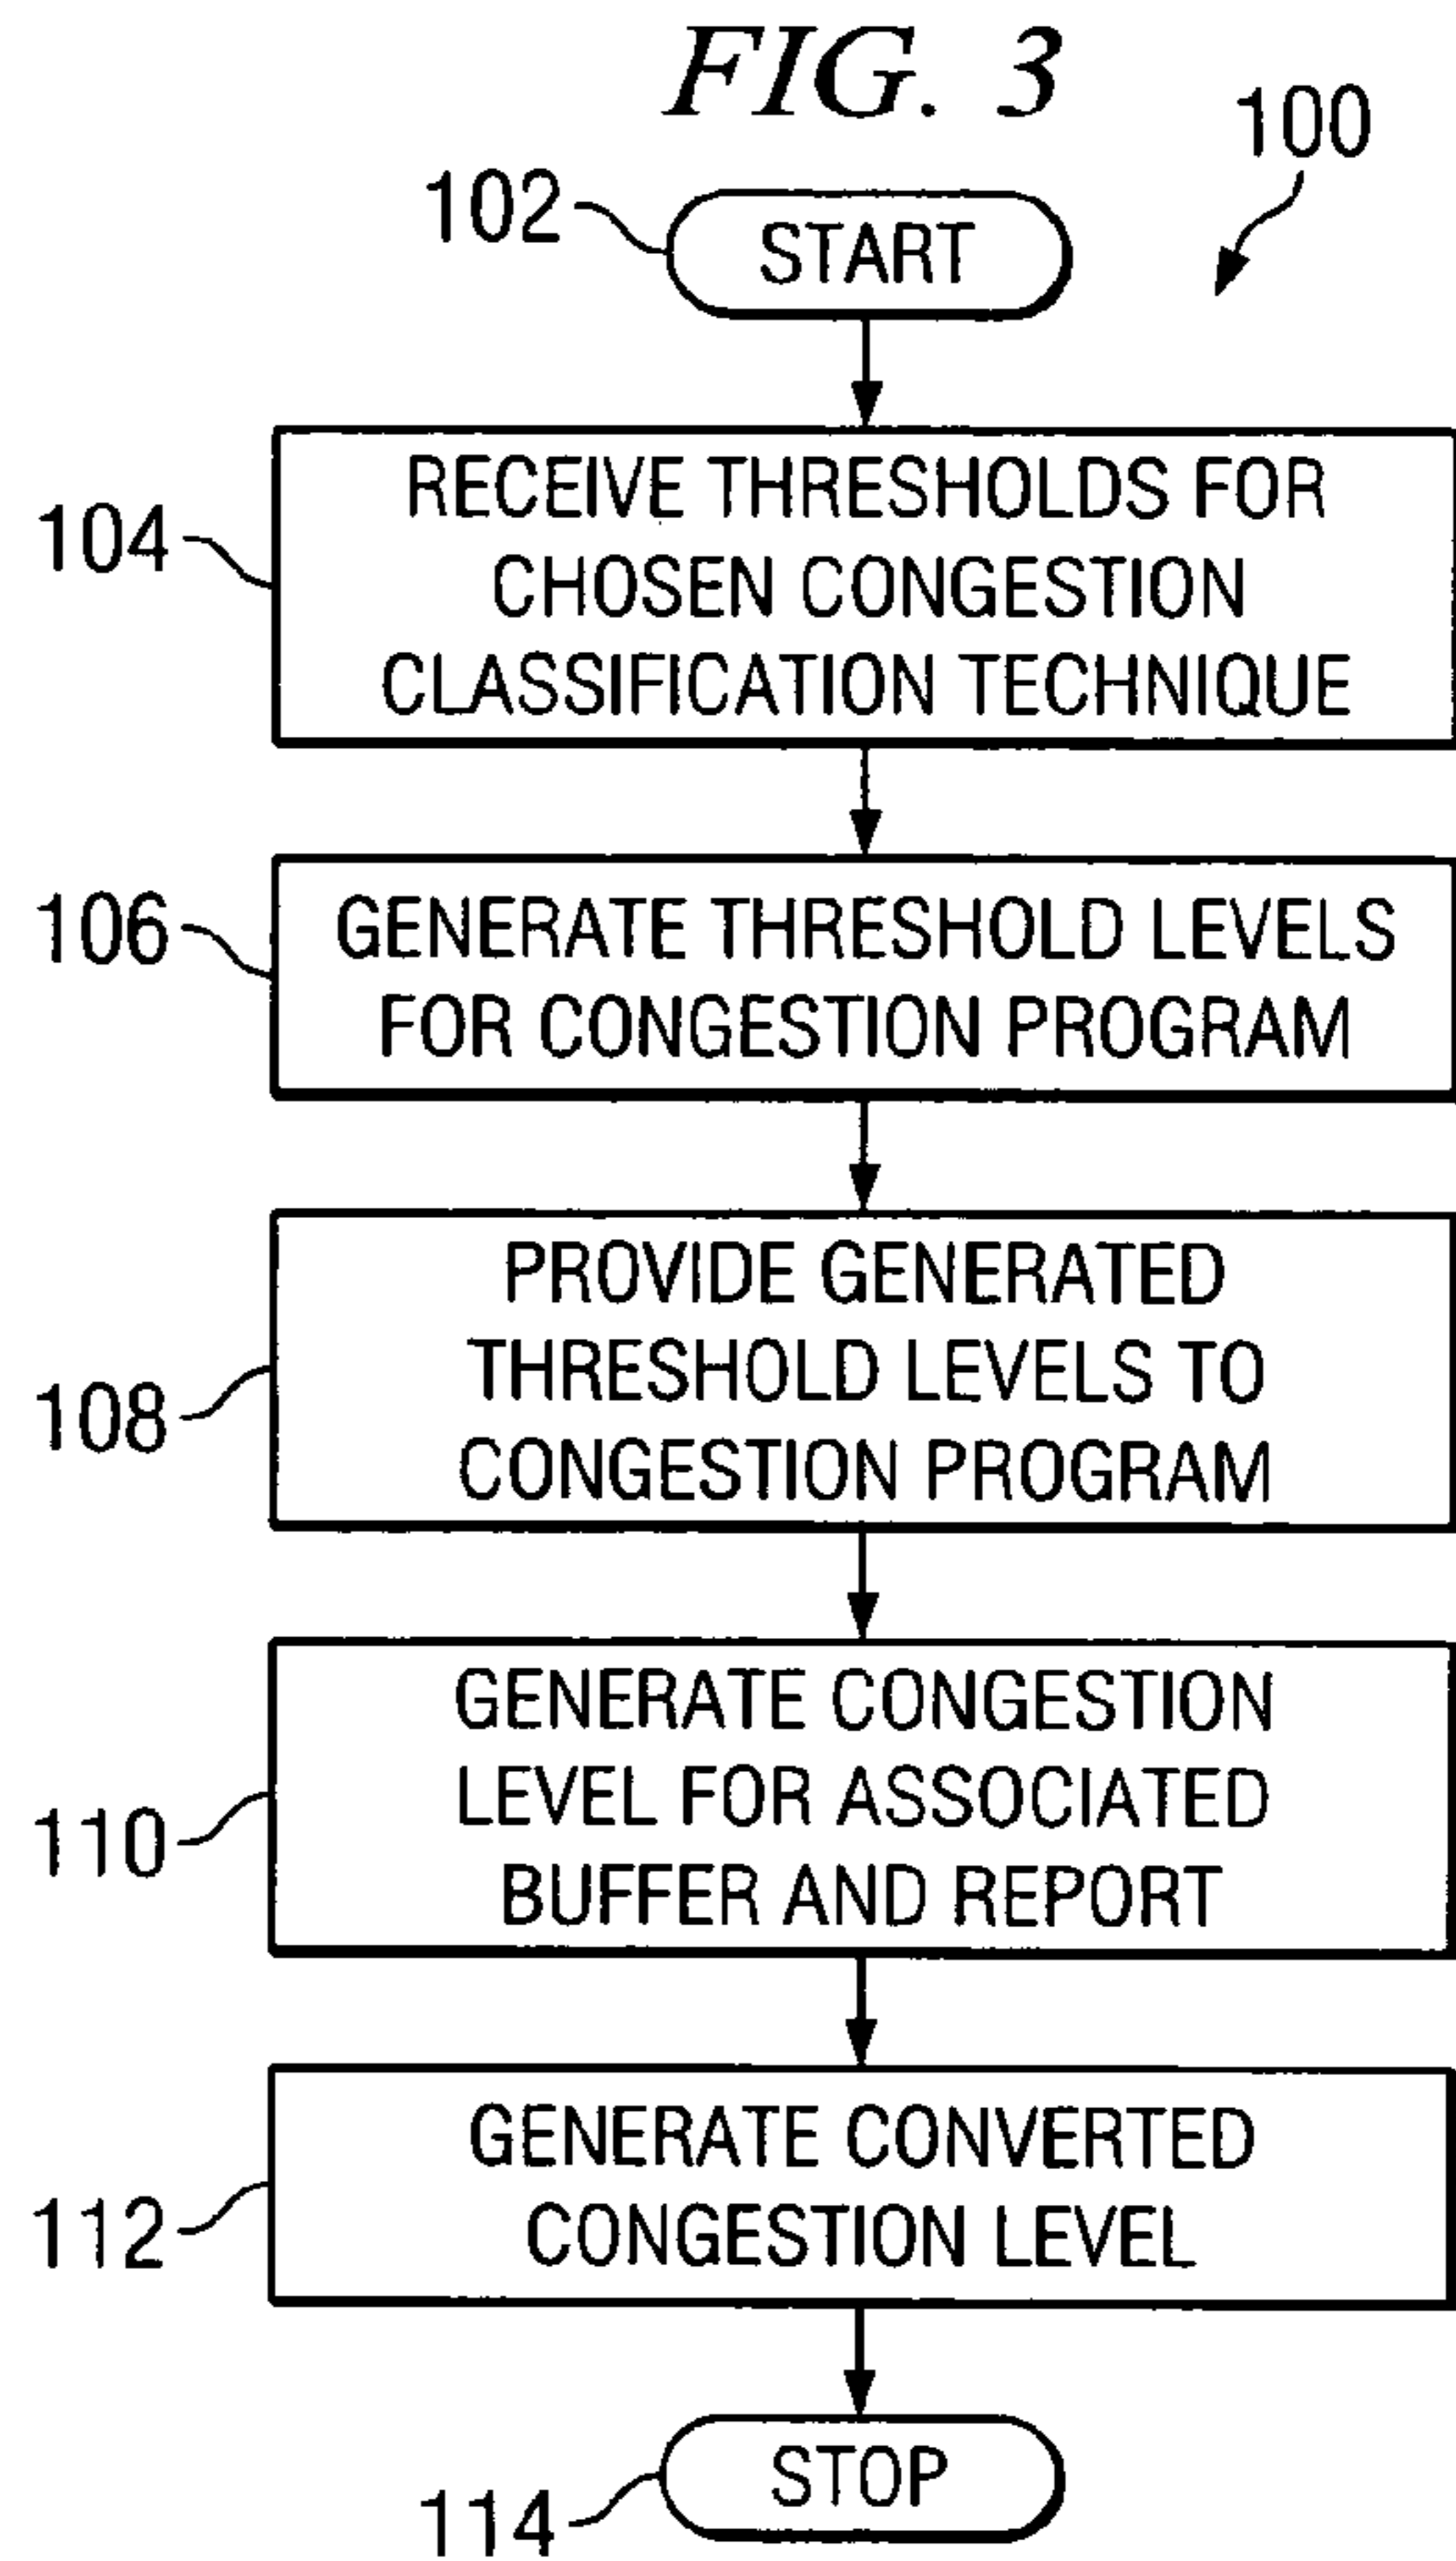 FIG. 3
100
102
START
104
RECEIVE THRESHOLDS FOR
CHOSEN CONGESTION
CLASSIFICATION TECHNIQUE
106
GENERATE THRESHOLD LEVELS
FOR CONGESTION PROGRAM
108
PROVIDE GENERATED
THRESHOLD LEVELS TO
CONGESTION PROGRAM
110
GENERATE CONGESTION
LEVEL FOR ASSOCIATED
BUFFER AND REPORT
112
GENERATE CONVERTED
CONGESTION LEVEL
114
STOP